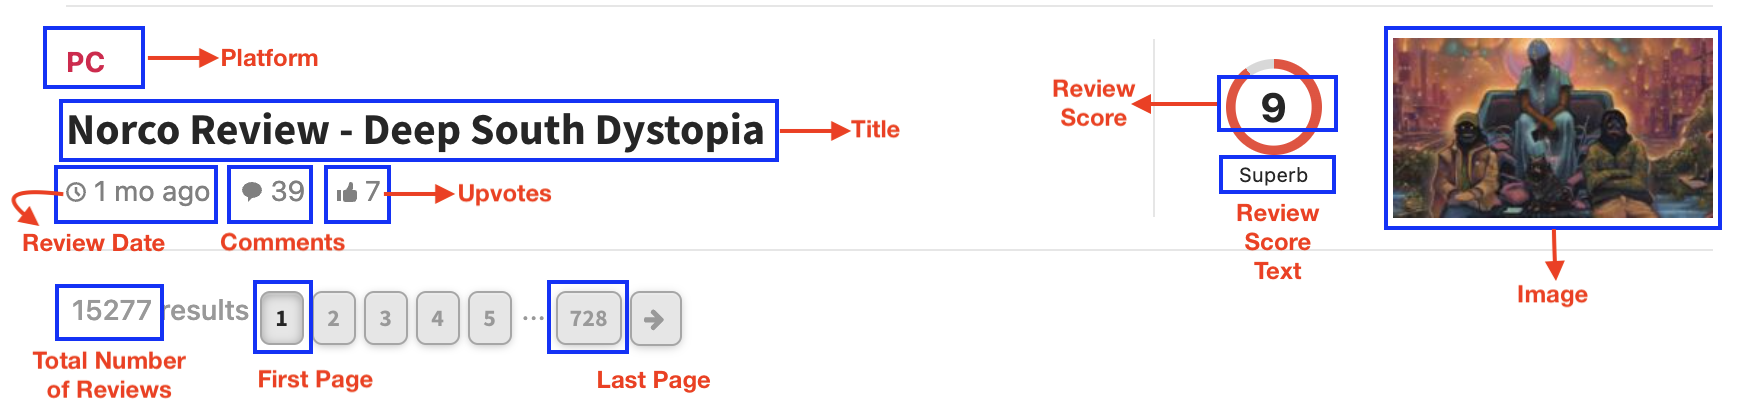 PC
Platform
Norco Review - Deep South Dystopia
Title
1 mo ago
39
7
Upvotes
Review Date
Comments
Review
Score
9
Superb
Review
Score
Text
Image
15277 results
1
2
3
4
5
...
728
Total Number
of Reviews
First Page
Last Page